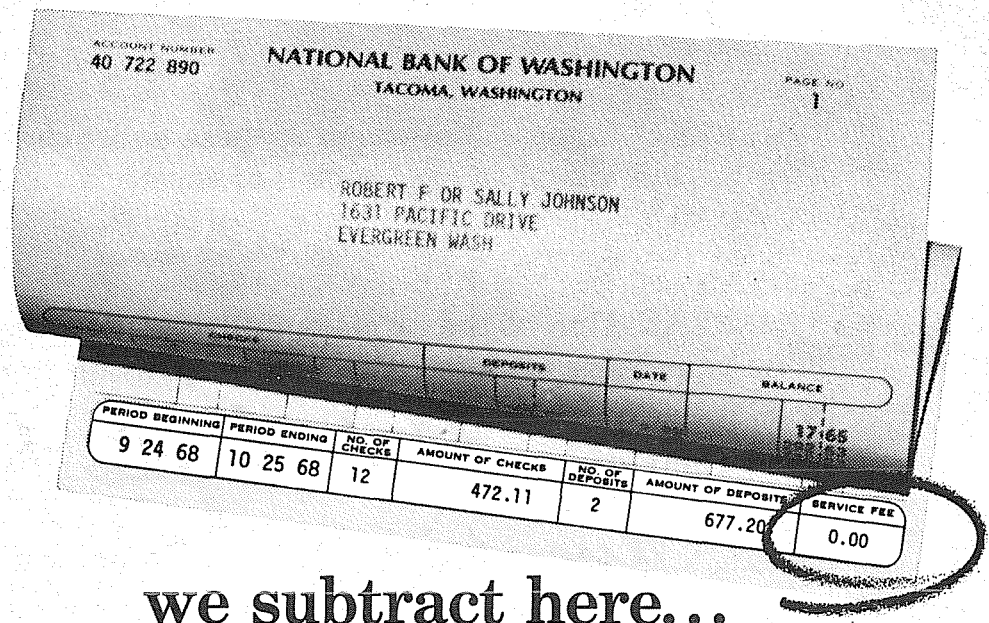 ACCOUNT NUMBER
40 722 890
NATIONAL BANK OF WASHINGTON
TACOMA, WASHINGTON
PAGE NO
1
ROBERT F OR SALLY JOHNSON
1631 PACIFIC DRIVE
EVERGREEN WASH
CHECKS DEPOSITS DATE BALANCE
17 65
PERIOD BEGINNING PERIOD ENDING NO. OF CHECKS AMOUNT OF CHECKS NO. OF DEPOSITS AMOUNT OF DEPOSITS SERVICE FEE
9 24 68 10 25 68 12 472.11 2 677.20 0.00
we subtract here...